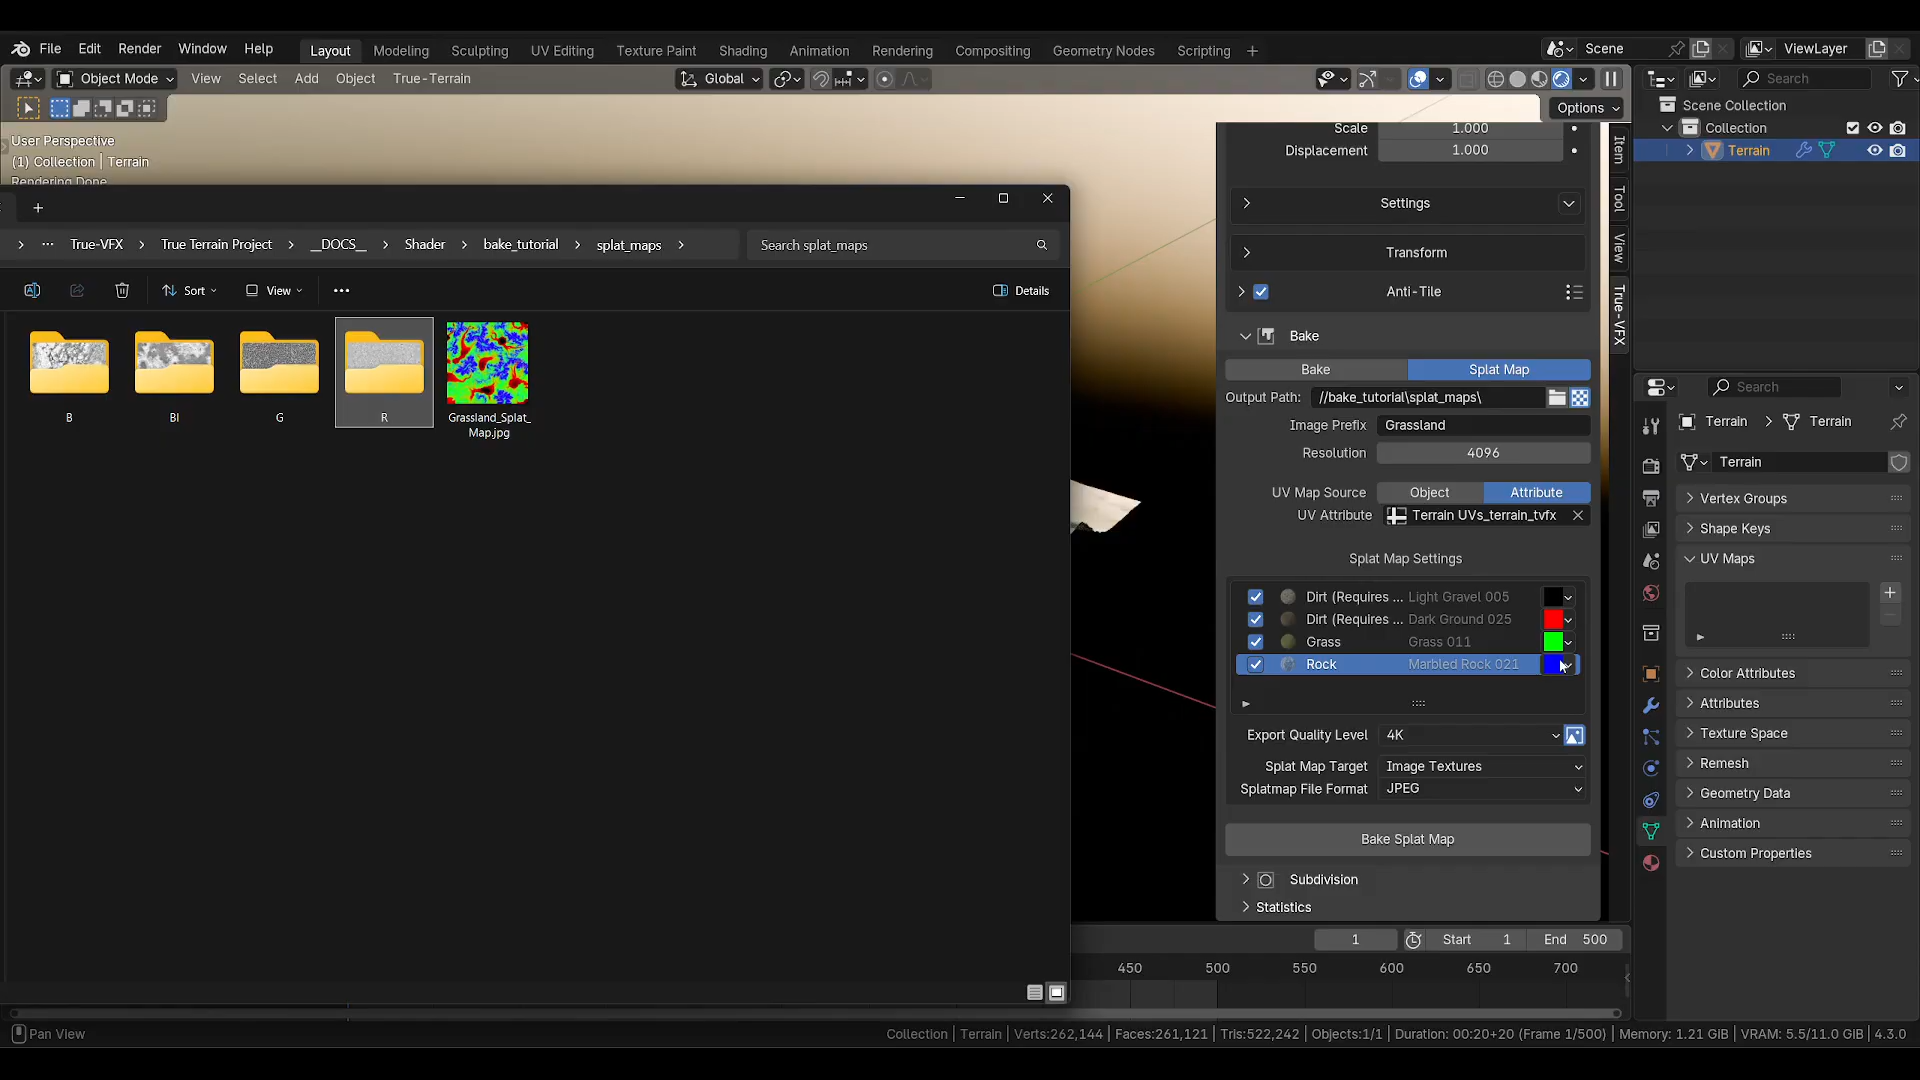 File Edit Render Window Help Layout Modeling Sculpting UV Editing Texture Paint Shading Animation Rendering Compositing Geometry Nodes Scripting + Scene ViewLayer
Object Mode View Select Add Object True-Terrain Global Search
Options
User Perspective
(1) Collection | Terrain
Rendering Done
Scene Collection
Collection
Terrain
Item
Tool
View
True-VFX
Scale 1.000
Displacement 1.000
Settings
Transform
Anti-Tile
Bake
Bake Splat Map
Output Path: //bake_tutorial\splat_maps\
Image Prefix Grassland
Resolution 4096
UV Map Source Object Attribute
UV Attribute Terrain UVs_terrain_tvfx
Splat Map Settings
Dirt (Requires ... Light Gravel 005
Dirt (Requires ... Dark Ground 025
Grass Grass 011
Rock Marbled Rock 021
Export Quality Level 4K
Splat Map Target Image Textures
Splatmap File Format JPEG
Bake Splat Map
Subdivision
Statistics
True-VFX True Terrain Project __DOCS__ Shader bake_tutorial splat_maps Search splat_maps
Sort View ... Details
B BI G R Grassland_Splat_
Map.jpg
Search
Terrain Terrain
Terrain
Vertex Groups
Shape Keys
UV Maps
Color Attributes
Attributes
Texture Space
Remesh
Geometry Data
Animation
Custom Properties
1 Start 1 End 500
450 500 550 600 650 700
Pan View Collection | Terrain | Verts:262,144 | Faces:261,121 | Tris:522,242 | Objects:1/1 | Duration: 00:20+20 (Frame 1/500) | Memory: 1.21 GiB | VRAM: 5.5/11.0 GiB | 4.3.0